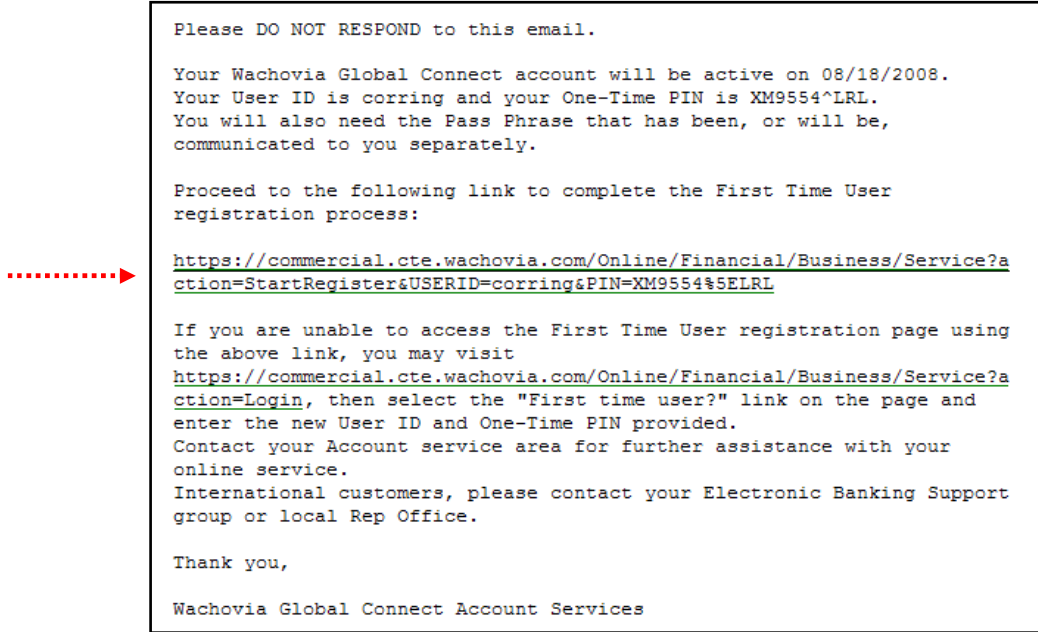 Please DO NOT RESPOND to this email.
Your Wachovia Global Connect account will be active on 08/18/2008.
Your User ID is corring and your One-Time PIN is XM9554^LRL.
You will also need the Pass Phrase that has been, or will be,
communicated to you separately.
Proceed to the following link to complete the First Time User
registration process:
https://commercial.cte.wachovia.com/Online/Financial/Business/Service?a
ction=StartRegister&USERID=corring&PIN=XM9554%5ELRL
If you are unable to access the First Time User registration page using
the above link, you may visit
https://commercial.cte.wachovia.com/Online/Financial/Business/Service?a
ction=Login, then select the "First time user?" link on the page and
enter the new User ID and One-Time PIN provided.
Contact your Account service area for further assistance with your
online service.
International customers, please contact your Electronic Banking Support
group or local Rep Office.
Thank you,
Wachovia Global Connect Account Services